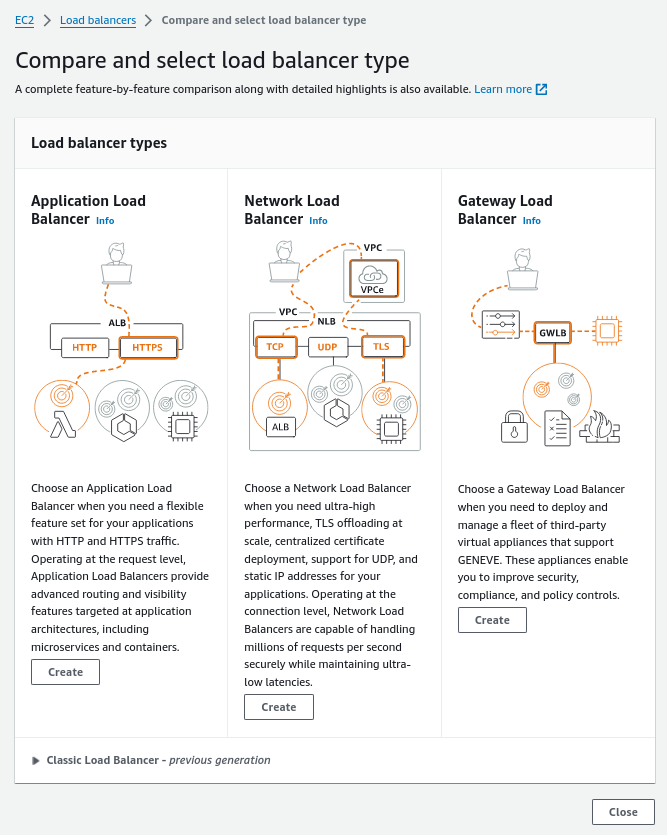 EC2 > Load balancers > Compare and select load balancer type
Compare and select load balancer type
A complete feature-by-feature comparison along with detailed highlights is also available. Learn more
Load balancer types
Application Load
Balancer Info
ALB
HTTP HTTPS
Choose an Application Load
Balancer when you need a flexible
feature set for your applications
with HTTP and HTTPS traffic.
Operating at the request level,
Application Load Balancers provide
advanced routing and visibility
features targeted at application
architectures, including
microservices and containers.
Create
Network Load
Balancer Info
VPC
VPCe
VPC
NLB
TCP UDP TLS
ALB
Choose a Network Load Balancer
when you need ultra-high
performance, TLS offloading at
scale, centralized certificate
deployment, support for UDP, and
static IP addresses for your
applications. Operating at the
connection level, Network Load
Balancers are capable of handling
millions of requests per second
securely while maintaining ultra-
low latencies.
Create
Gateway Load
Balancer Info
GWLB
Choose a Gateway Load Balancer
when you need to deploy and
manage a fleet of third-party
virtual appliances that support
GENEVE. These appliances enable
you to improve security,
compliance, and policy controls.
Create
Classic Load Balancer - previous generation
Close